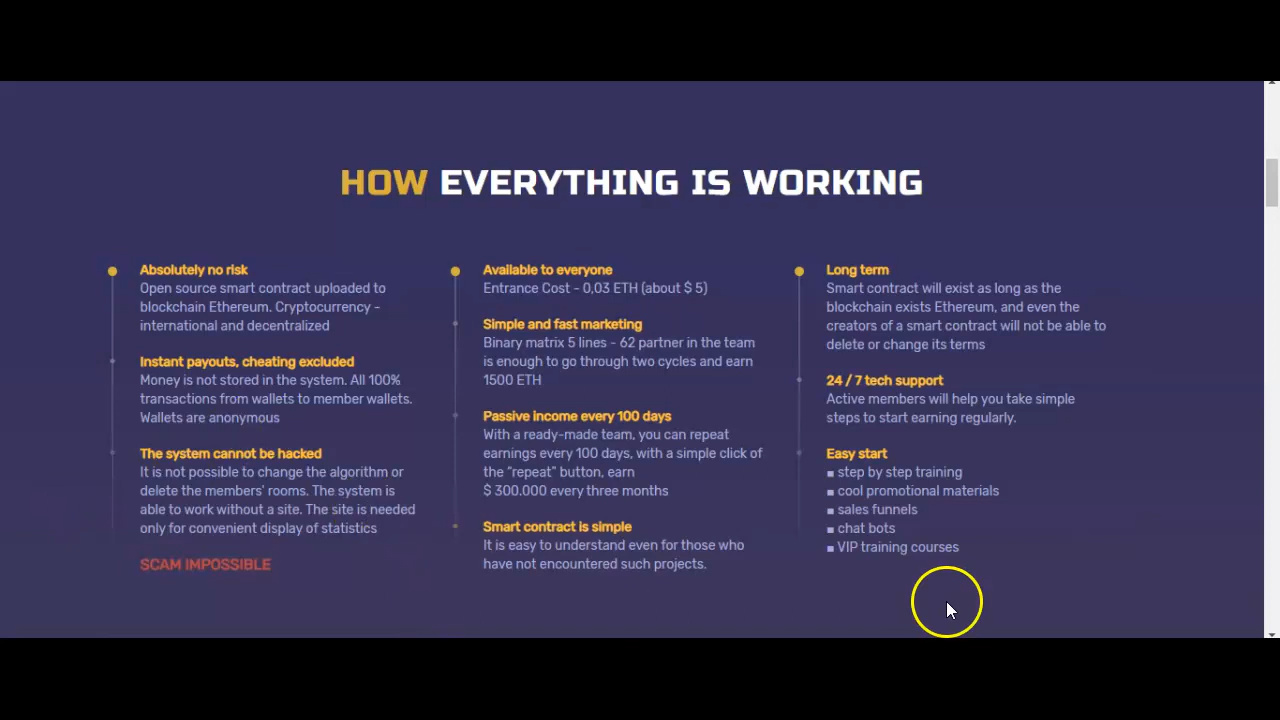 HOW EVERYTHING IS WORKING
Absolutely no risk
Open source smart contract uploaded to
blockchain Ethereum. Cryptocurrency -
international and decentralized
Instant payouts, cheating excluded
Money is not stored in the system. All 100%
transactions from wallets to member wallets.
Wallets are anonymous
The system cannot be hacked
It is not possible to change the algorithm or
delete the members' rooms. The system is
able to work without a site. The site is needed
only for convenient display of statistics
SCAM IMPOSSIBLE
Available to everyone
Entrance Cost - 0,03 ETH (about $ 5)
Simple and fast marketing
Binary matrix 5 lines - 62 partner in the team
is enough to go through two cycles and earn
1500 ETH
Passive income every 100 days
With a ready-made team, you can repeat
earnings every 100 days, with a simple click of
the "repeat" button, earn
$ 300.000 every three months
Smart contract is simple
It is easy to understand even for those who
have not encountered such projects.
Long term
Smart contract will exist as long as the
blockchain exists Ethereum, and even the
creators of a smart contract will not be able to
delete or change its terms
24 / 7 tech support
Active members will help you take simple
steps to start earning regularly.
Easy start
▪ step by step training
▪ cool promotional materials
▪ sales funnels
▪ chat bots
▪ VIP training courses